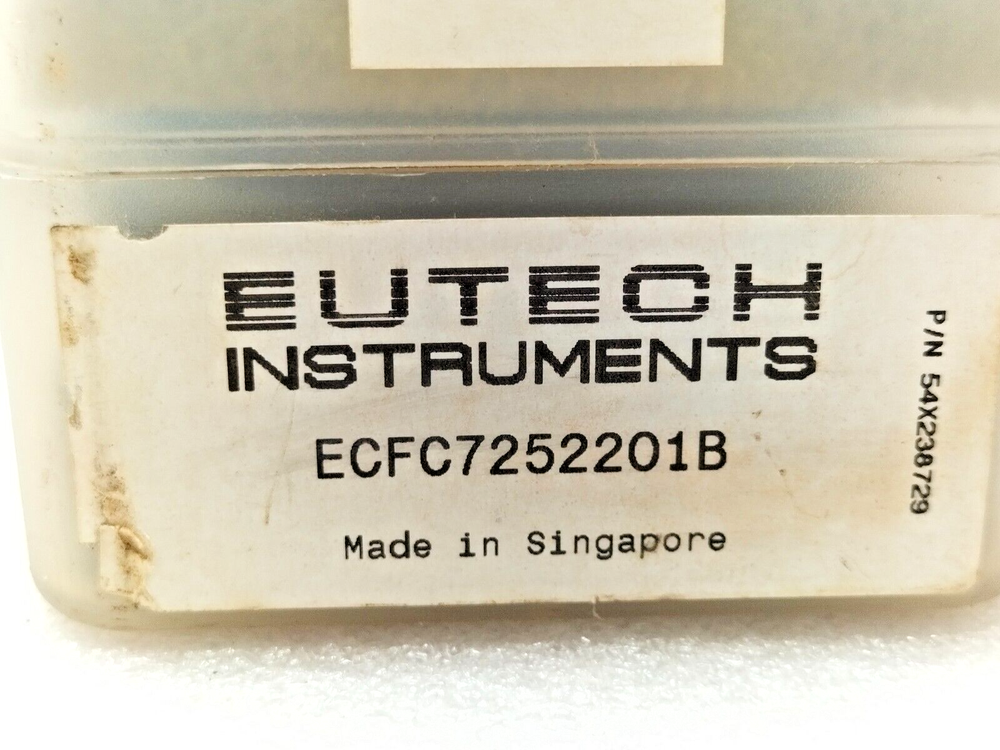 EUTECH
INSTRUMENTS
ECFC7252201B
Made in Singapore
P/N 54X238729